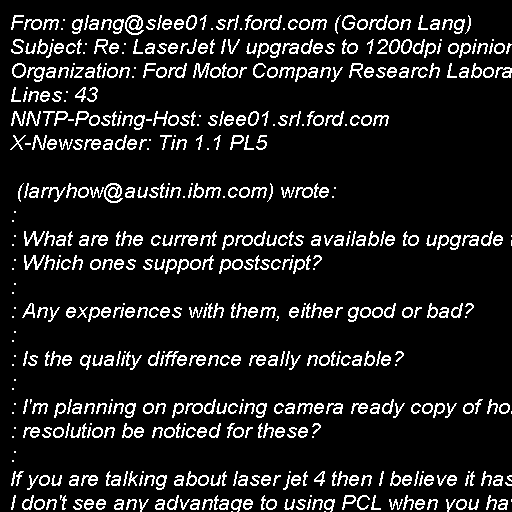 From: glang@slee01.srl.ford.com (Gordon Lang)
Subject: Re: LaserJet IV upgrades to 1200dpi opinion
Organization: Ford Motor Company Research Labora
Lines: 43
NNTP-Posting-Host: slee01.srl.ford.com
X-Newsreader: Tin 1.1 PL5

(larryhow@austin.ibm.com) wrote:
:
: What are the current products available to upgrade
: Which ones support postscript?
:
: Any experiences with them, either good or bad?
:
: Is the quality difference really noticable?
:
: I'm planning on producing camera ready copy of ho
: resolution be noticed for these?
:
If you are talking about laser jet 4 then I believe it has
I don't see any advantage to using PCL when you hav